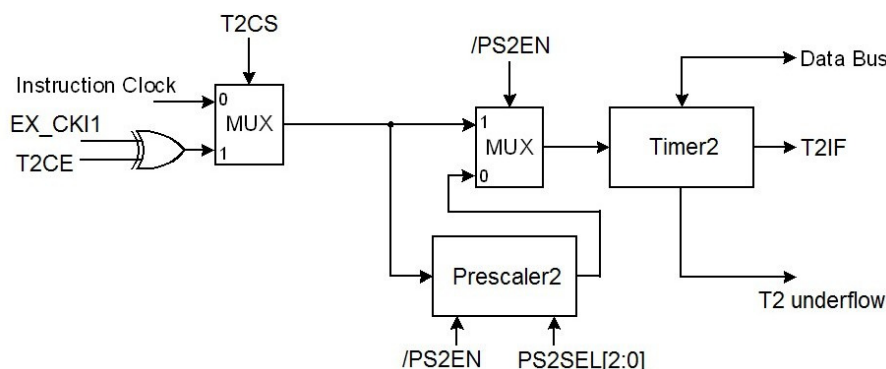 T2CS
/PS2EN
Data Bus
Instruction Clock
0
MUX
EX_CKI1
1
T2CE
1
MUX
0
Timer2
T2IF
Prescaler2
T2 underflow
/PS2EN
PS2SEL[2:0]